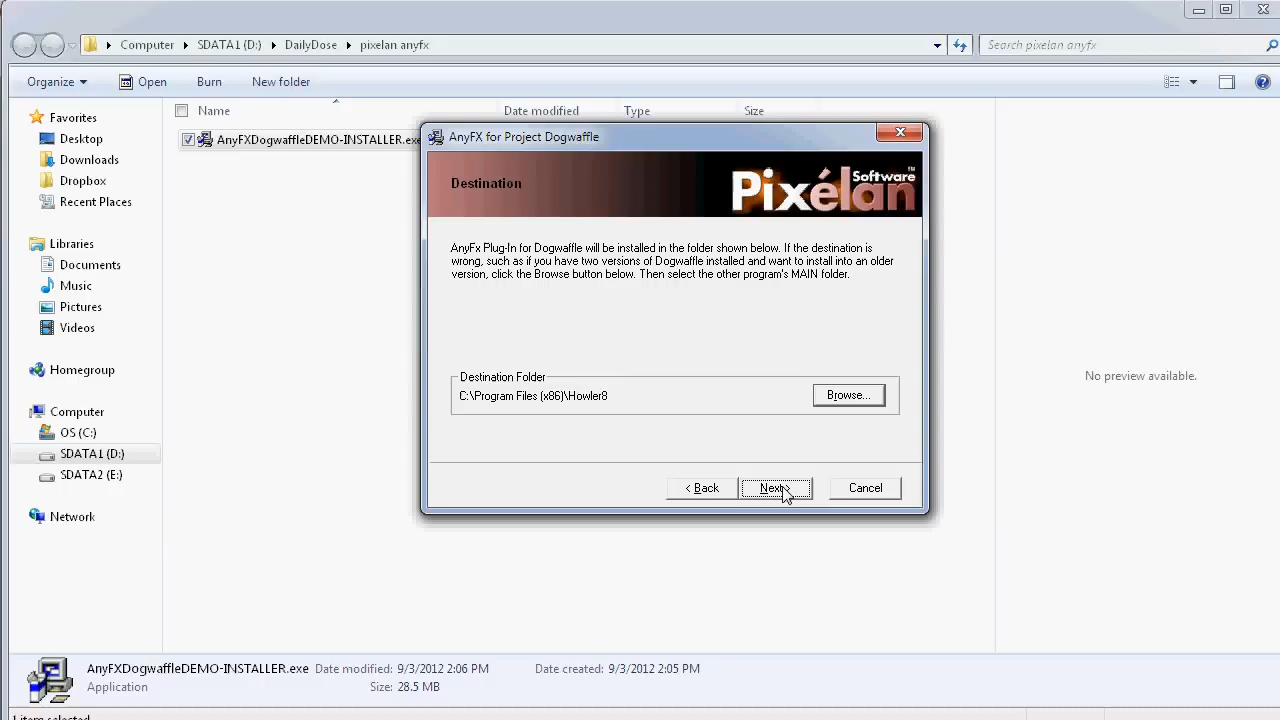 Computer SDATA1 (D:) DailyDose pixelan anyfx
Search pixelan anyfx
Organize Open Burn New folder
Favorites
Desktop
Downloads
Dropbox
Recent Places
Libraries
Documents
Music
Pictures
Videos
Homegroup
Computer
OS (C:)
SDATA1 (D:)
SDATA2 (E:)
Network
Name Date modified Type Size
AnyFXDogwaffleDEMO-INSTALLER.exe
AnyFX for Project Dogwaffle
Destination
Pixélan Software™
AnyFx Plug-In for Dogwaffle will be installed in the folder shown below. If the destination is
wrong, such as if you have two versions of Dogwaffle installed and want to install into an older
version, click the Browse button below. Then select the other program's MAIN folder.
Destination Folder
C:\Program Files (x86)\Howler8
Browse...
< Back Next > Cancel
No preview available.
AnyFXDogwaffleDEMO-INSTALLER.exe Date modified: 9/3/2012 2:06 PM Date created: 9/3/2012 2:05 PM
Application Size: 28.5 MB
1 item selected